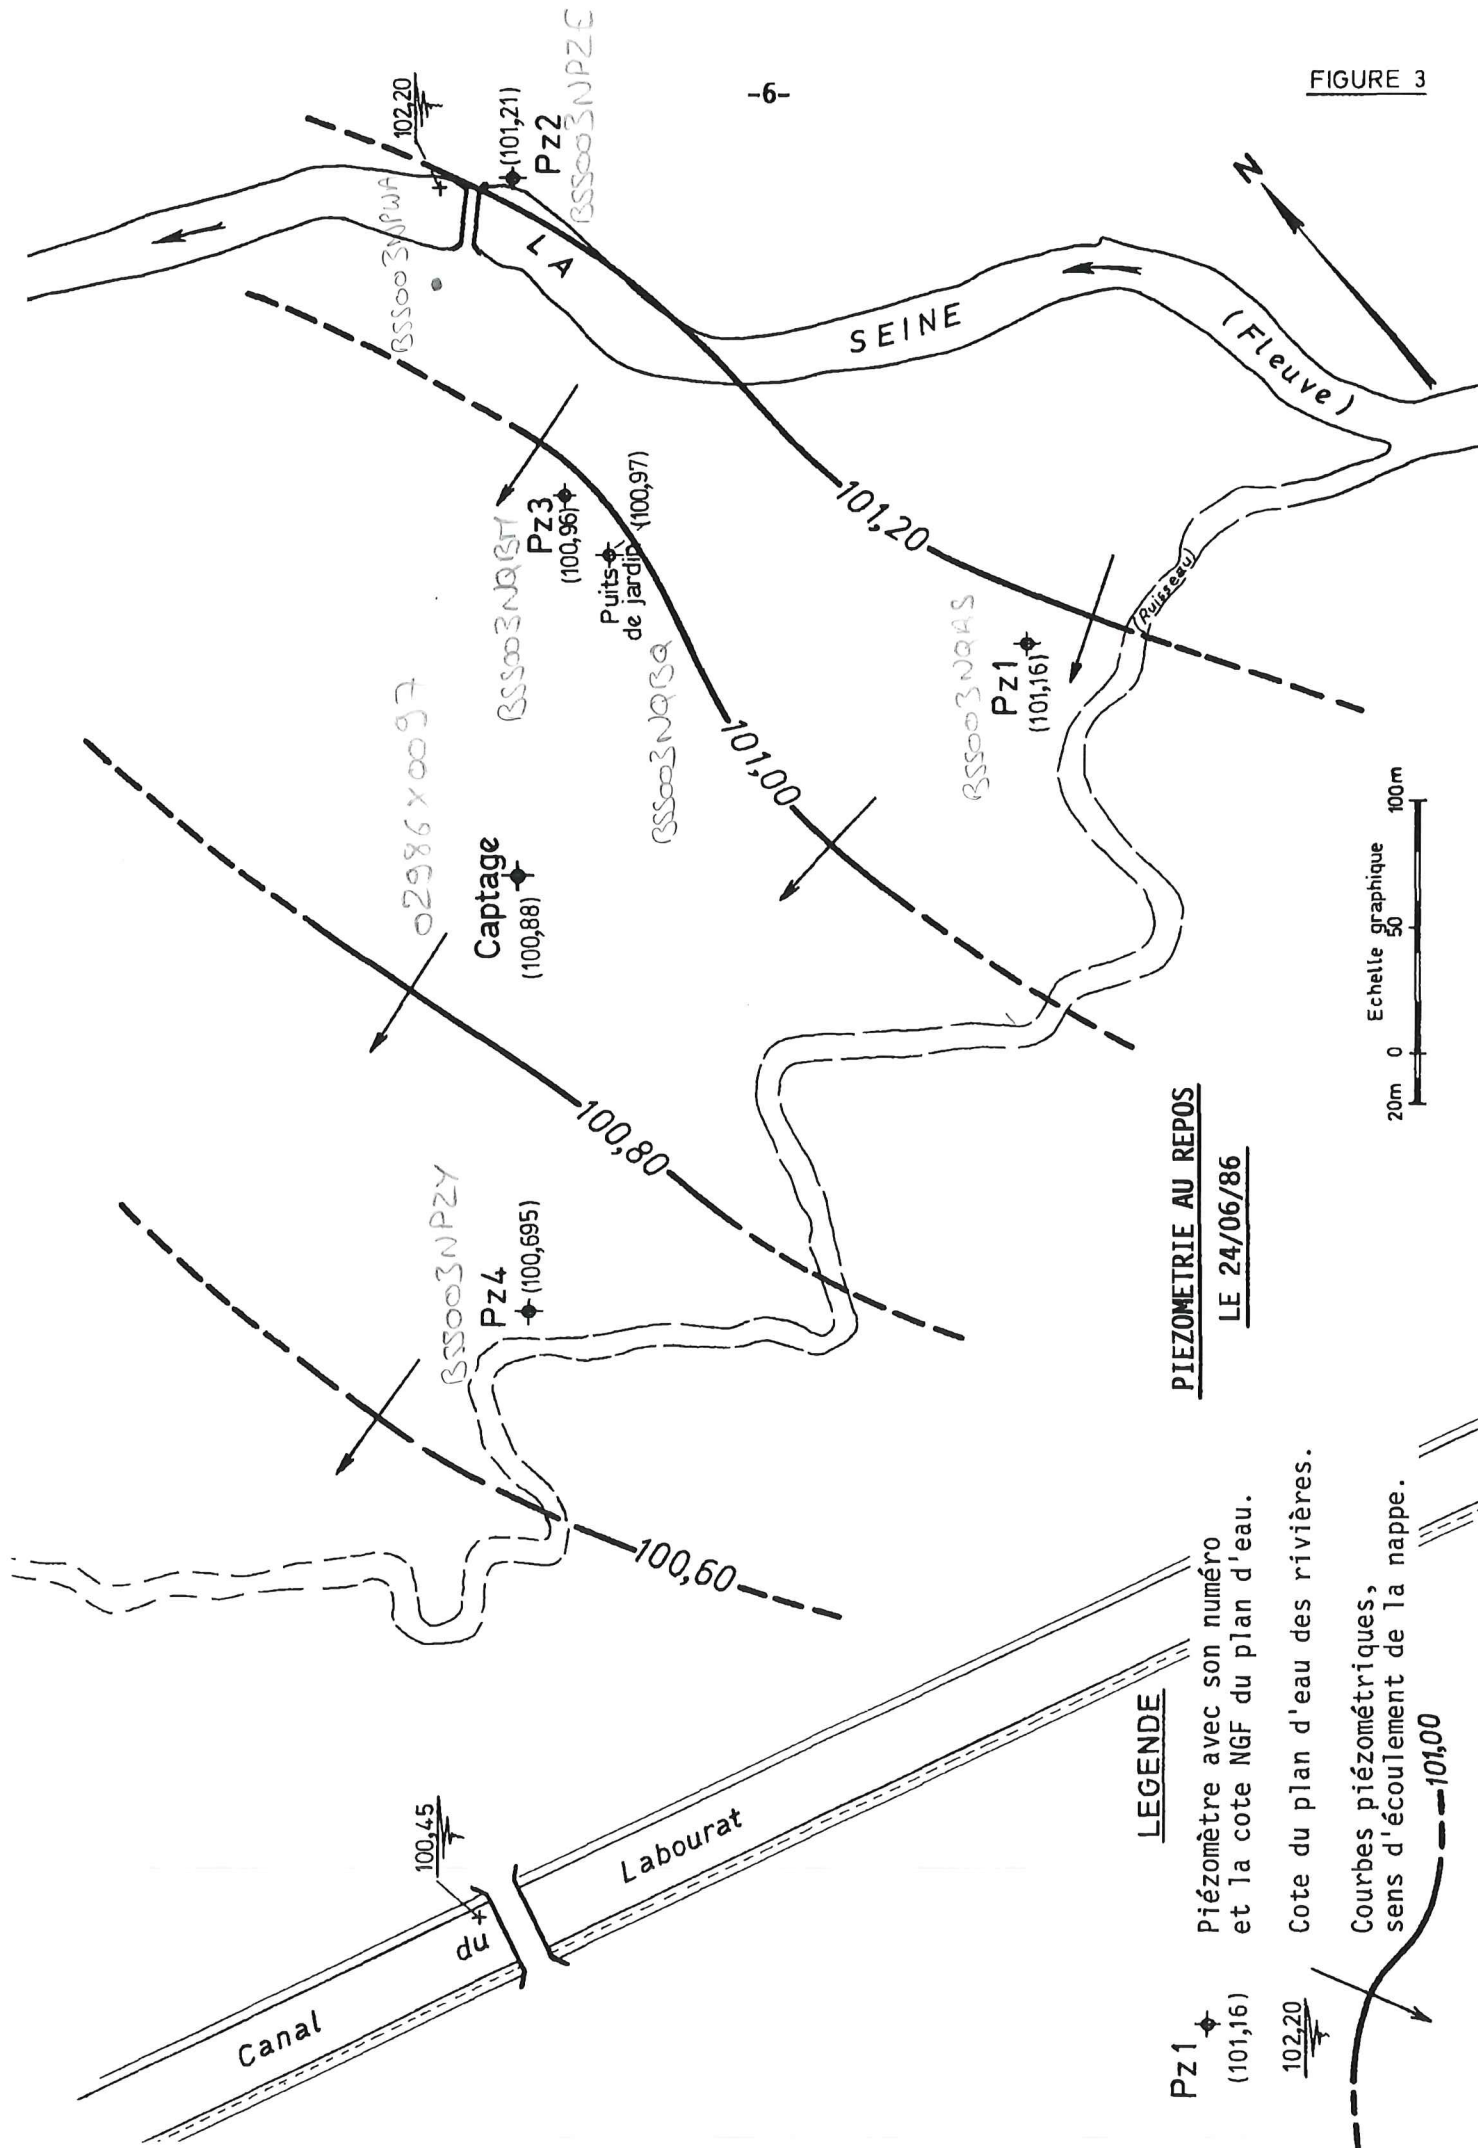 -6-
FIGURE 3
102,20
BSS003NPWA
(101,21)
Pz2
BSS003NPZE
LA
SEINE
(Fleuve)
N
Pz3
(100,96)
BSS003NQBM
Puits
de jardin
(100,97)
BSS003NQBQ
101,20
(Ruisseau)
BSS003NQAS
Pz1
(101,16)
101,00
02986X0097
Captage
(100,88)
100,80
BSS003NPZY
Pz4
(100,695)
100,60
100,45
Canal
du
Labourat
Echelle graphique
20m 0 50 100m
PIEZOMETRIE AU REPOS
LE 24/06/86
LEGENDE
Pz1
(101,16)
Piézomètre avec son numéro
et la cote NGF du plan d'eau.
102,20
Cote du plan d'eau des rivières.
Courbes piézométriques,
sens d'écoulement de la nappe.
101,00